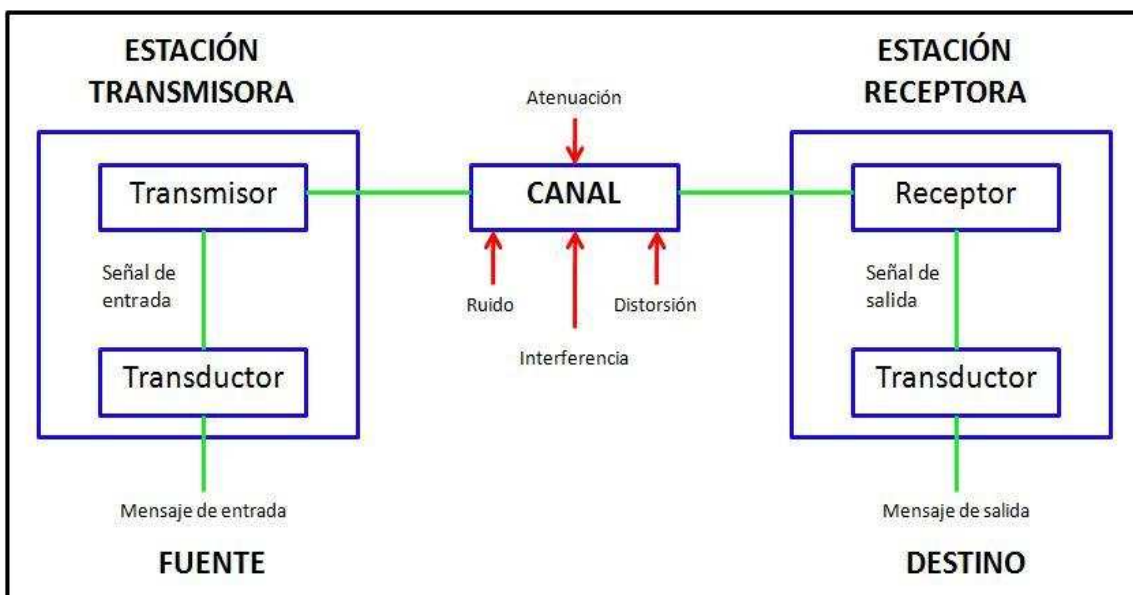 ESTACIÓN
TRANSMISORA
ESTACIÓN
RECEPTORA
Atenuación
Transmisor
CANAL
Receptor
Señal de
entrada
Señal de
salida
Ruido
Distorsión
Interferencia
Transductor
Transductor
Mensaje de entrada
Mensaje de salida
FUENTE
DESTINO